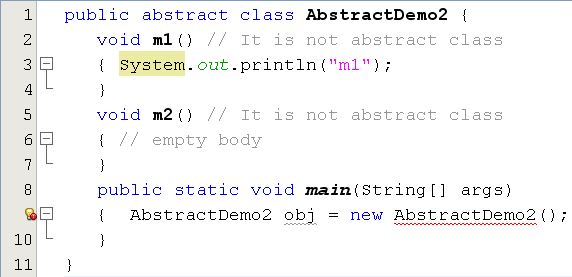 1 public abstract class AbstractDemo2 {
2 void m1() // It is not abstract class
3 { System.out.println("m1");
4 }
5 void m2() // It is not abstract class
6 { // empty body
7 }
8 public static void main(String[] args)
{ AbstractDemo2 obj = new AbstractDemo2();
10 }
11 }